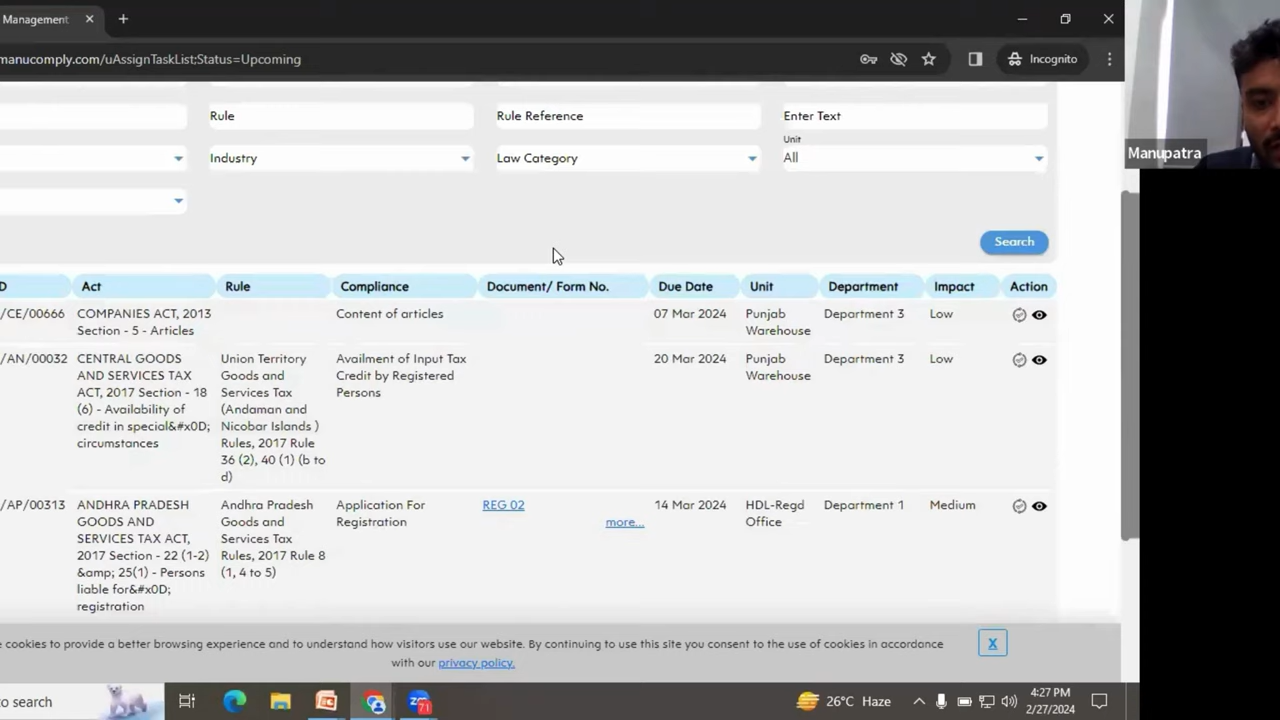 Management
manucomply.com/uAssignTaskList;Status=Upcoming
Incognito
Rule
Rule Reference
Enter Text
Manupatra
Industry
Law Category
Unit
All
Search
D
Act
Rule
Compliance
Document/ Form No.
Due Date
Unit
Department
Impact
Action
/CE/00666
COMPANIES ACT, 2013
Section - 5 - Articles
Content of articles
07 Mar 2024
Punjab
Warehouse
Department 3
Low
/AN/00032
CENTRAL GOODS
AND SERVICES TAX
ACT, 2017 Section - 18
(6) - Availability of
credit in special&#x0D;
circumstances
Union Territory
Goods and
Services Tax
(Andaman and
Nicobar Islands )
Rules, 2017 Rule
36 (2), 40 (1) (b to
d)
Availment of Input Tax
Credit by Registered
Persons
20 Mar 2024
Punjab
Warehouse
Department 3
Low
/AP/00313
ANDHRA PRADESH
GOODS AND
SERVICES TAX ACT,
2017 Section - 22 (1-2)
&amp; 25(1) - Persons
liable for&#x0D;
registration
Andhra Pradesh
Goods and
Services Tax
Rules, 2017 Rule 8
(1, 4 to 5)
Application For
Registration
REG 02
more...
14 Mar 2024
HDL-Regd
Office
Department 1
Medium
e cookies to provide a better browsing experience and to understand how visitors use our website. By continuing to use this site you consent to the use of cookies in accordance
with our privacy policy.
X
to search
71
26°C Haze
4:27 PM
2/27/2024